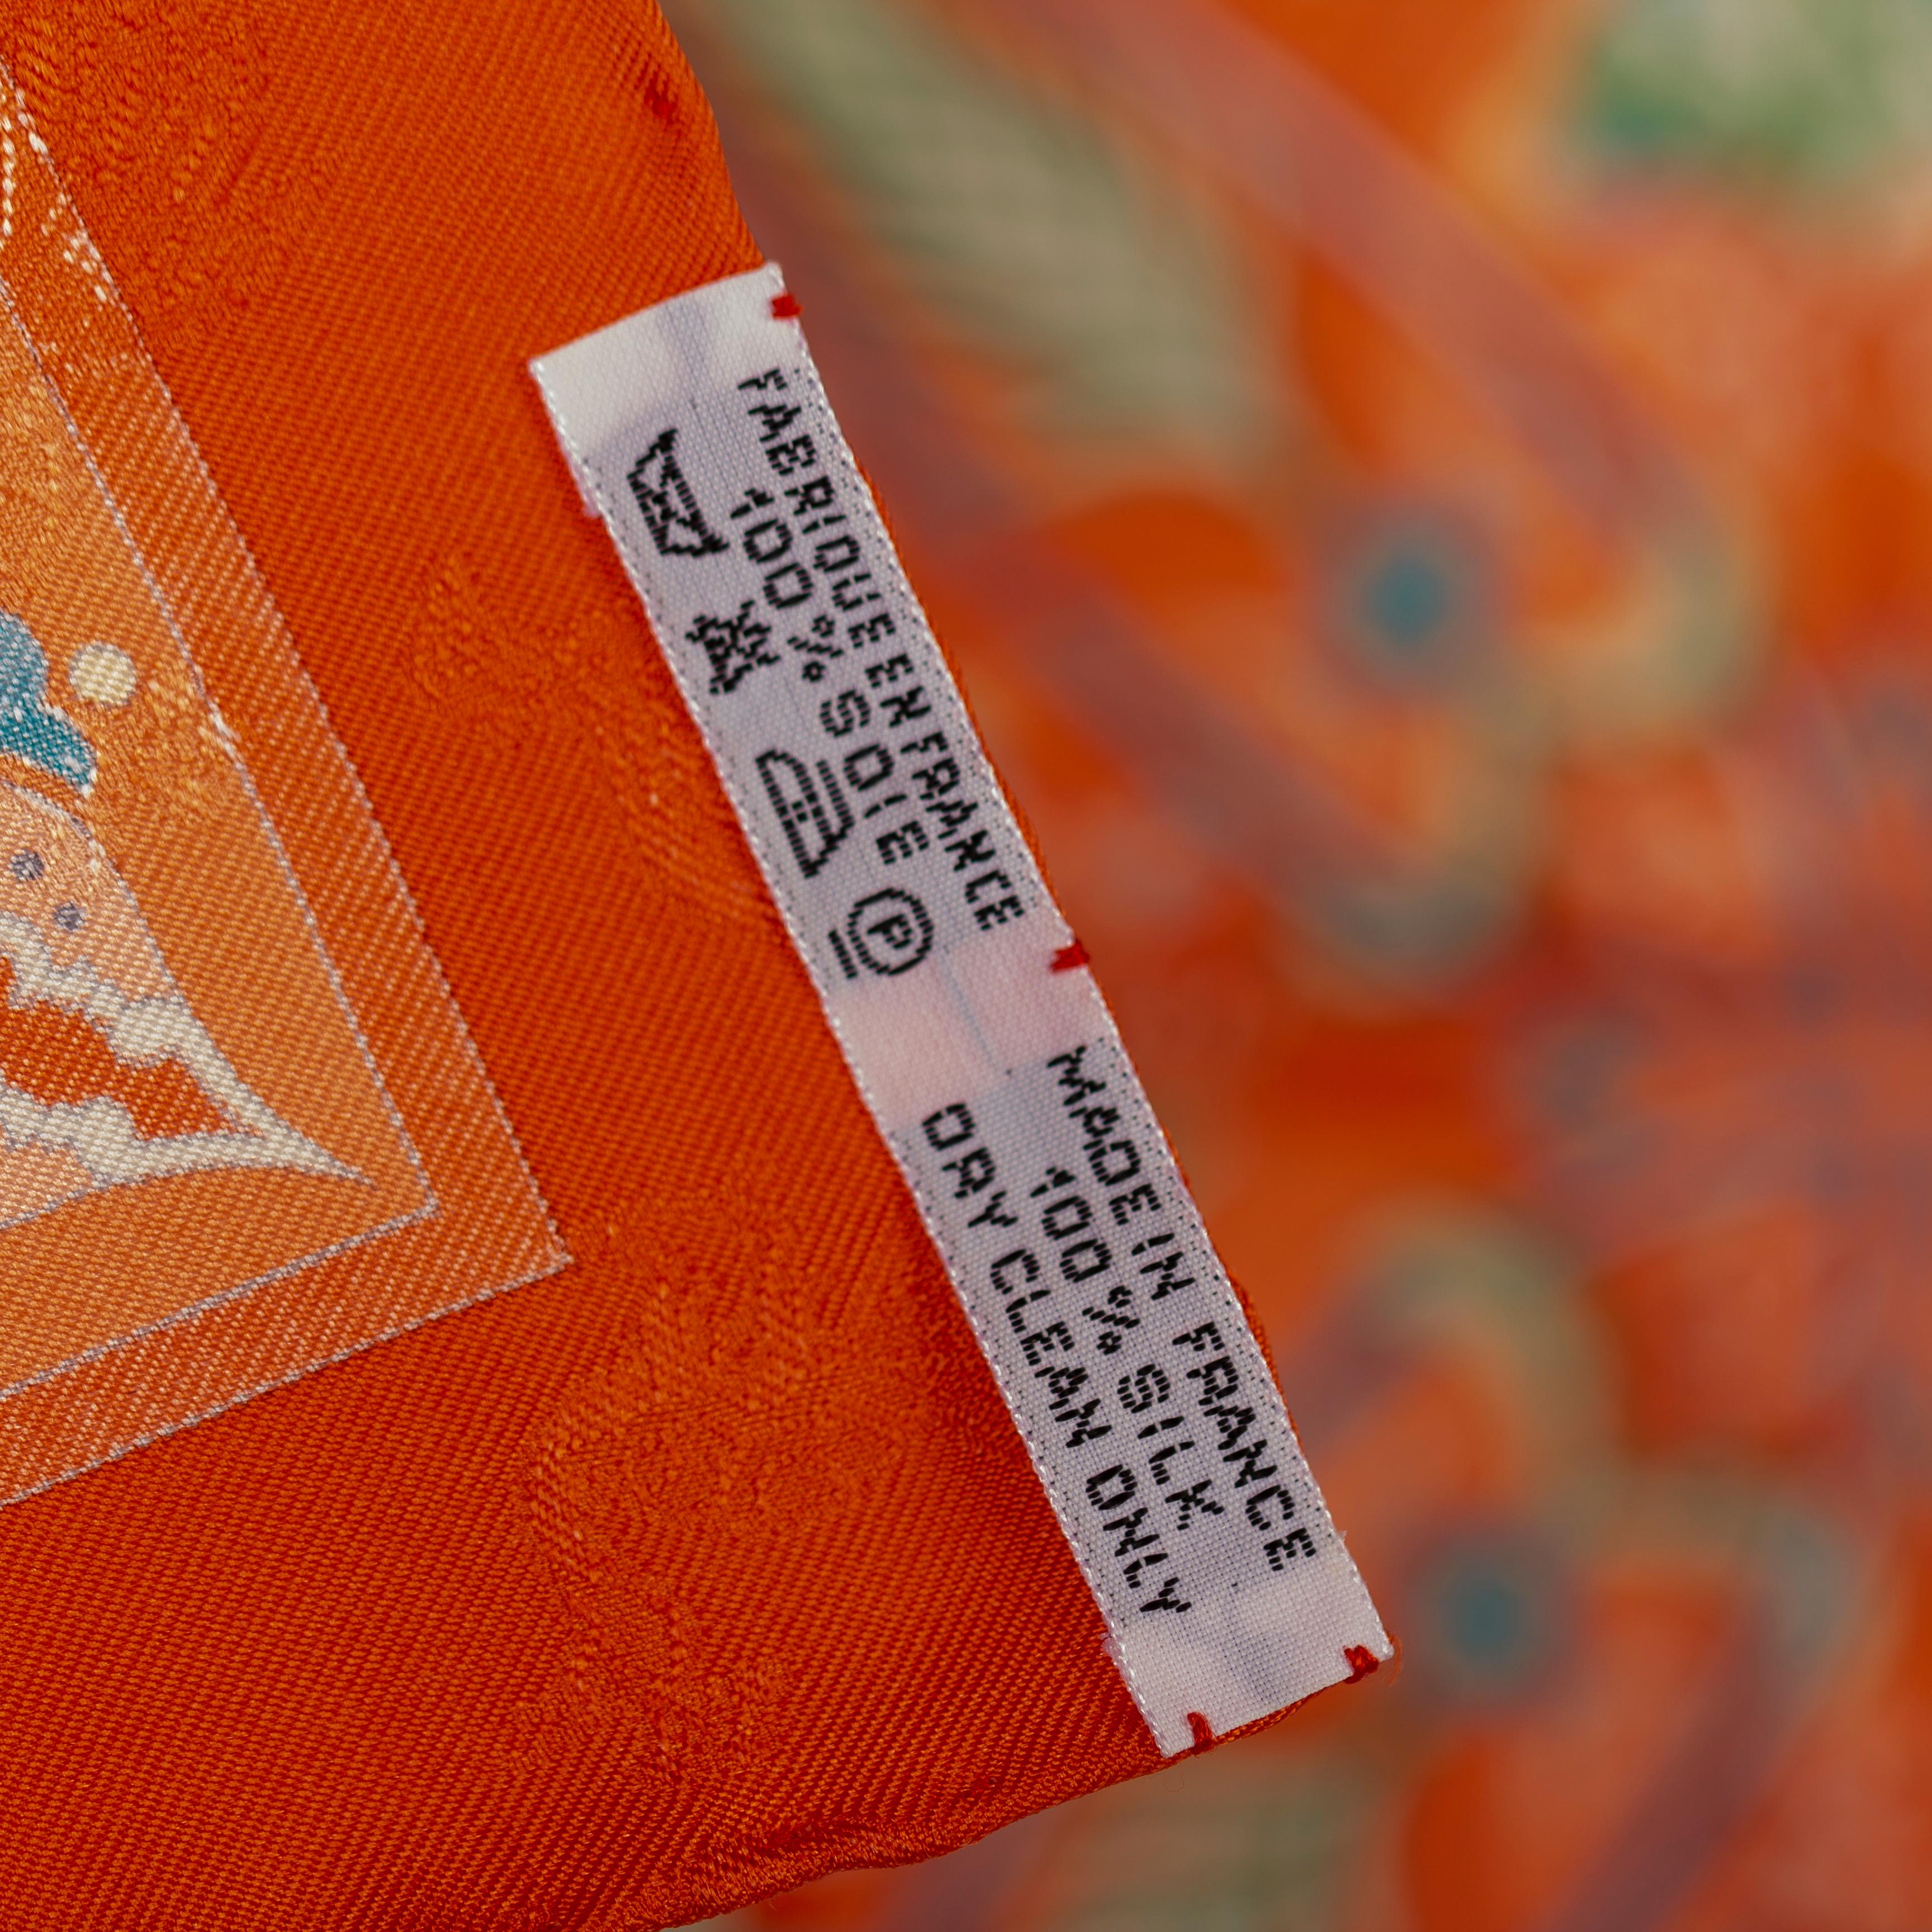 FABRIQUE EN FRANCE
100% SOIE
P
MADE IN FRANCE
100% SILK
DRY CLEAN ONLY